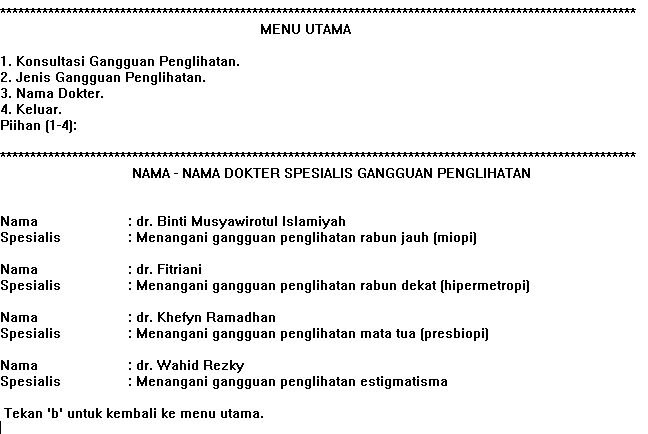 ********************************************************************************************************
MENU UTAMA
1. Konsultasi Gangguan Penglihatan.
2. Jenis Gangguan Penglihatan.
3. Nama Dokter.
4. Keluar.
Piihan (1-4):
********************************************************************************************************
NAMA - NAMA DOKTER SPESIALIS GANGGUAN PENGLIHATAN
Nama : dr. Binti Musyawirotul Islamiyah
Spesialis : Menangani gangguan penglihatan rabun jauh (miopi)
Nama : dr. Fitriani
Spesialis : Menangani gangguan penglihatan rabun dekat (hipermetropi)
Nama : dr. Khefyn Ramadhan
Spesialis : Menangani gangguan penglihatan mata tua (presbiopi)
Nama : dr. Wahid Rezky
Spesialis : Menangani gangguan penglihatan estigmatisma
Tekan 'b' untuk kembali ke menu utama.